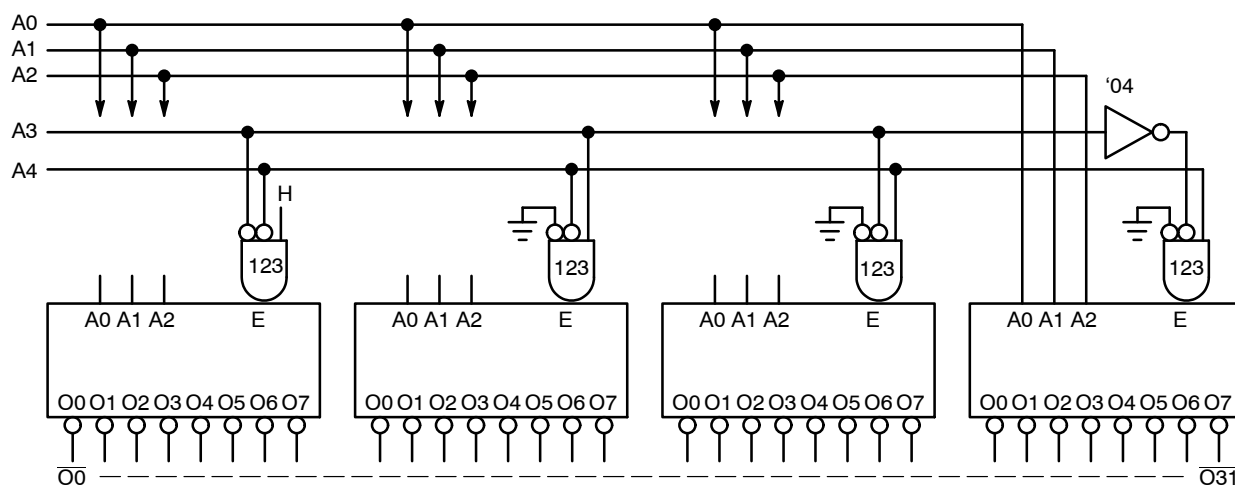 A0
A1
A2
‘04
A3
A4
H
123 123 123 123
A0 A1 A2 E A0 A1 A2 E A0 A1 A2 E A0 A1 A2 E
O0 O1 O2 O3 O4 O5 O6 O7 O0 O1 O2 O3 O4 O5 O6 O7 O0 O1 O2 O3 O4 O5 O6 O7 O0 O1 O2 O3 O4 O5 O6 O7
O0 O31